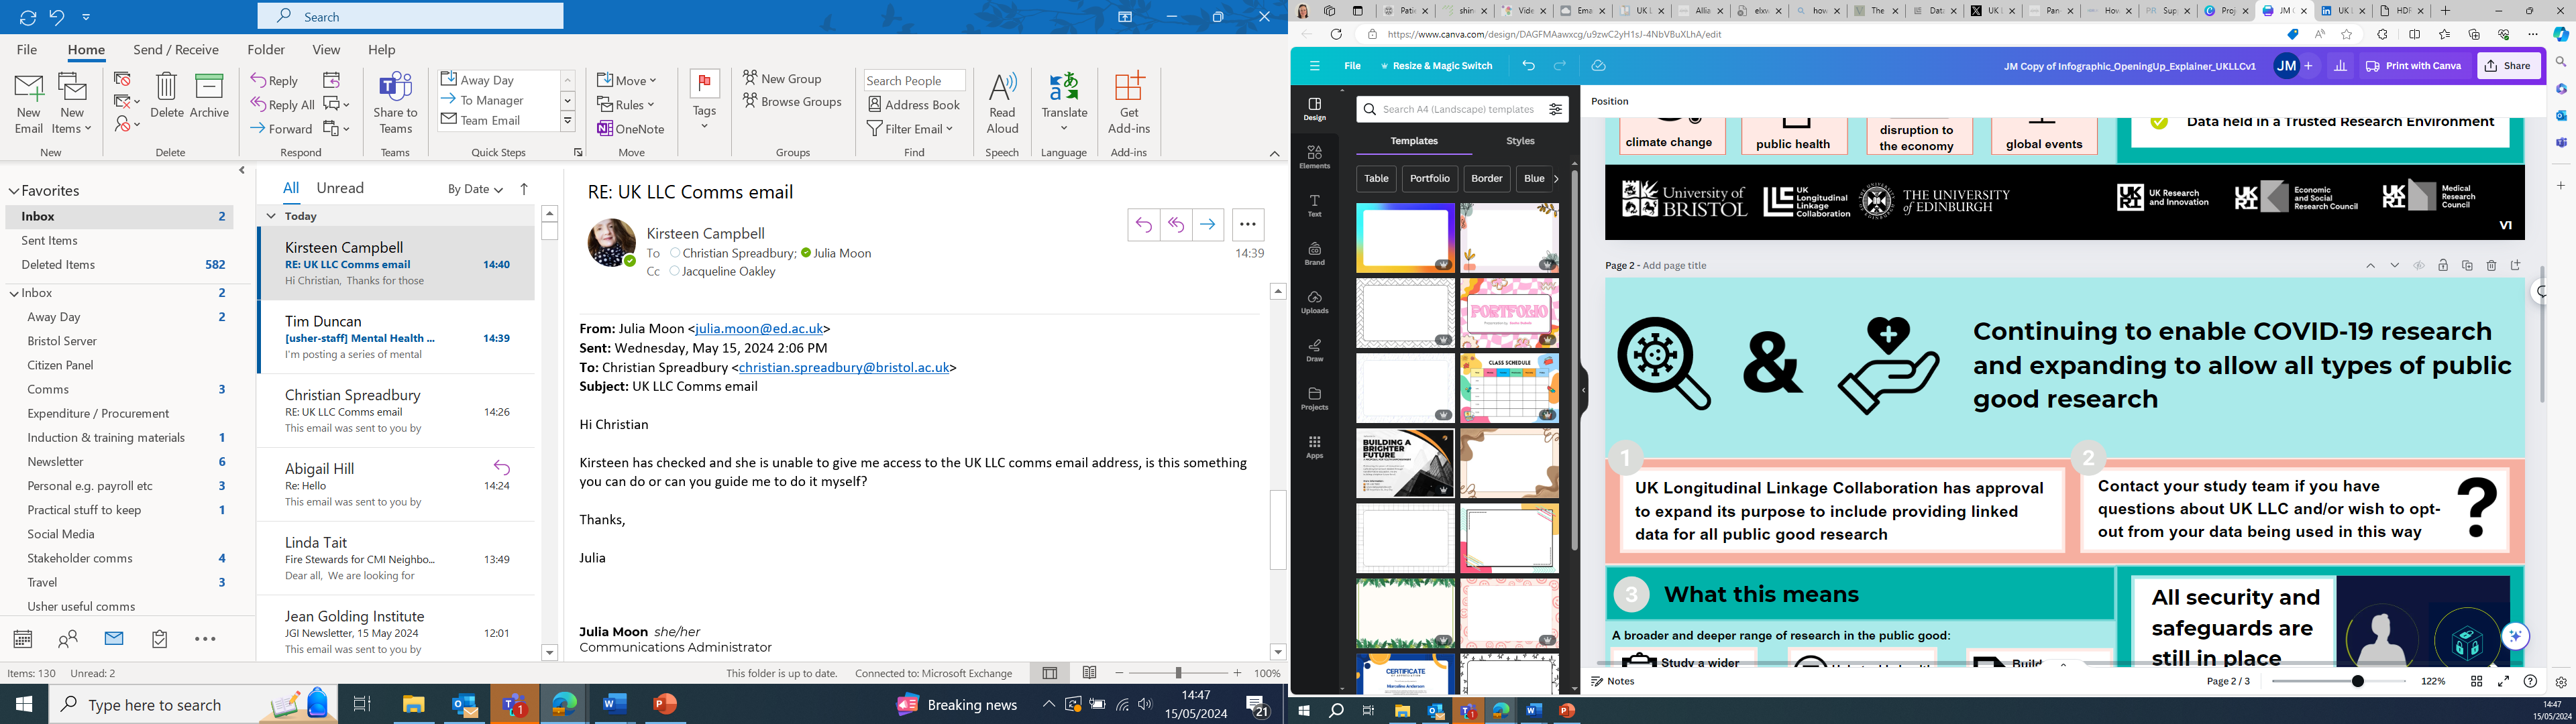 Search
File
Home
Send / Receive
Folder
View
Help
New Email
New Items
Delete
Archive
Reply
Reply All
Forward
Share to Teams
Away Day
To Manager
Team Email
Move
Rules
OneNote
Tags
New Group
Browse Groups
Search People
Address Book
Filter Email
Read Aloud
Translate
Get Add-ins
New
Delete
Respond
Teams
Quick Steps
Move
Groups
Find
Speech
Language
Add-ins
Favorites
Inbox 2
Sent Items
Deleted Items 582
Inbox 2
Away Day 2
Bristol Server
Citizen Panel
Comms 3
Expenditure / Procurement
Induction & training materials 1
Newsletter 6
Personal e.g. payroll etc 3
Practical stuff to keep 1
Social Media
Stakeholder comms 4
Travel 3
Usher useful comms
All
Unread
By Date
Today
Kirsteen Campbell
RE: UK LLC Comms email 14:40
Hi Christian, Thanks for those
Tim Duncan
[usher-staff] Mental Health ... 14:39
I'm posting a series of mental
Christian Spreadbury
RE: UK LLC Comms email 14:26
This email was sent to you by
Abigail Hill
Re: Hello 14:24
This email was sent to you by
Linda Tait
Fire Stewards for CMI Neighbo... 13:49
Dear all, We are looking for
Jean Golding Institute
JGI Newsletter, 15 May 2024 12:01
This email was sent to you by
RE: UK LLC Comms email
Kirsteen Campbell
To Christian Spreadbury; Julia Moon
Cc Jacqueline Oakley
14:39
From: Julia Moon <julia.moon@ed.ac.uk>
Sent: Wednesday, May 15, 2024 2:06 PM
To: Christian Spreadbury <christian.spreadbury@bristol.ac.uk>
Subject: UK LLC Comms email
Hi Christian
Kirsteen has checked and she is unable to give me access to the UK LLC comms email address, is this something
you can do or can you guide me to do it myself?
Thanks,
Julia
Julia Moon she/her
Communications Administrator
Items: 130 Unread: 2
This folder is up to date.
Connected to: Microsoft Exchange
100%
Type here to search
Breaking news
14:47
15/05/2024
21
https://www.canva.com/design/DAGFMAawxcg/u9zwC2yH1sJ-4NbVBuXLhA/edit
File
Resize & Magic Switch
JM Copy of Infographic_OpeningUp_Explainer_UKLLCv1
JM
Print with Canva
Share
Design
Elements
Text
Brand
Uploads
Draw
Projects
Apps
Search A4 (Landscape) templates
Templates
Styles
Table
Portfolio
Border
Blue
PORTFOLIO
CLASS SCHEDULE
BUILDING A BRIGHTER FUTURE
CERTIFICATE
Position
climate change
public health
disruption to
the economy
global events
Data held in a Trusted Research Environment
University of BRISTOL
UK Longitudinal Linkage Collaboration
THE UNIVERSITY of EDINBURGH
UK Research and Innovation
Economic and Social Research Council
Medical Research Council
V1
Page 2 - Add page title
&
Continuing to enable COVID-19 research
and expanding to allow all types of public
good research
1
UK Longitudinal Linkage Collaboration has approval
to expand its purpose to include providing linked
data for all public good research
2
Contact your study team if you have
questions about UK LLC and/or wish to opt-
out from your data being used in this way
?
3
What this means
A broader and deeper range of research in the public good:
Study a wider
All security and
safeguards are
still in place
Notes
Page 2 / 3
122%
14:47
15/05/2024